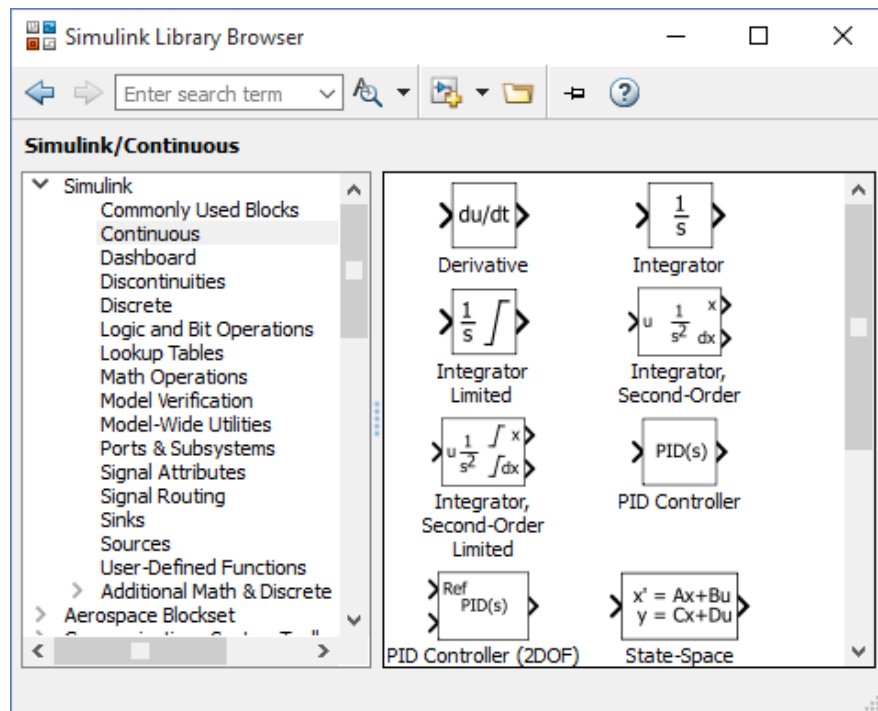 Simulink Library Browser
Enter search term
Simulink/Continuous
Simulink
Commonly Used Blocks
Continuous
Dashboard
Discontinuities
Discrete
Logic and Bit Operations
Lookup Tables
Math Operations
Model Verification
Model-Wide Utilities
Ports & Subsystems
Signal Attributes
Signal Routing
Sinks
Sources
User-Defined Functions
Additional Math & Discrete
Aerospace Blockset
du/dt
Derivative
1
s
Integrator
1
s
Integrator
Limited
u 1 x
s² dx
Integrator,
Second-Order
u 1 x
s² dx
Integrator,
Second-Order
Limited
PID(s)
PID Controller
Ref
PID(s)
PID Controller (2DOF)
x' = Ax+Bu
y = Cx+Du
State-Space